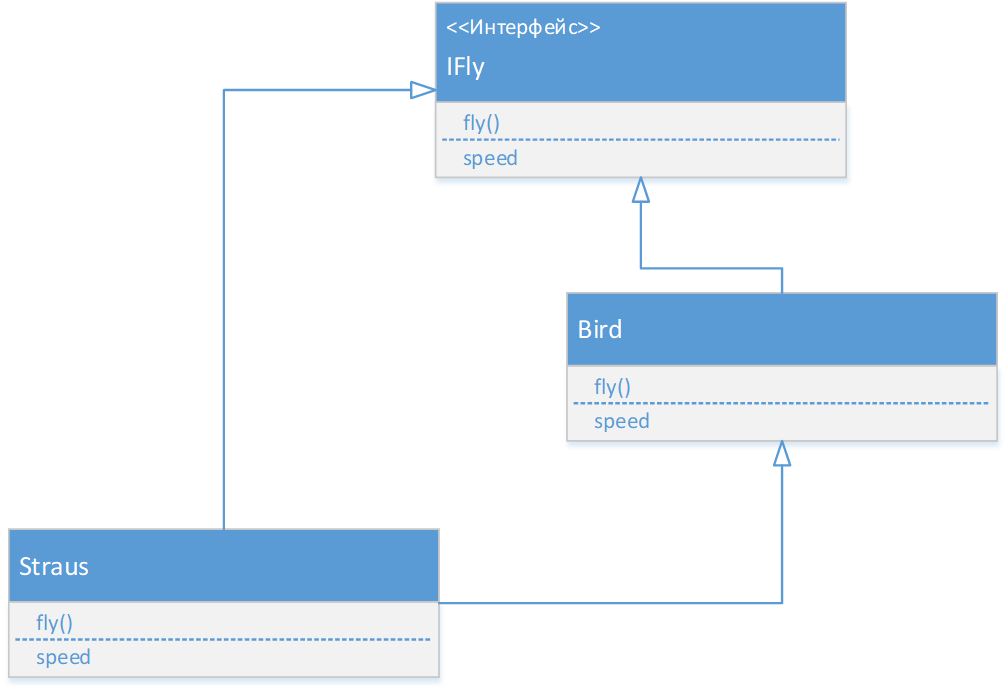 <<Интерфейс>>
IFly
fly()
speed
Bird
fly()
speed
Straus
fly()
speed